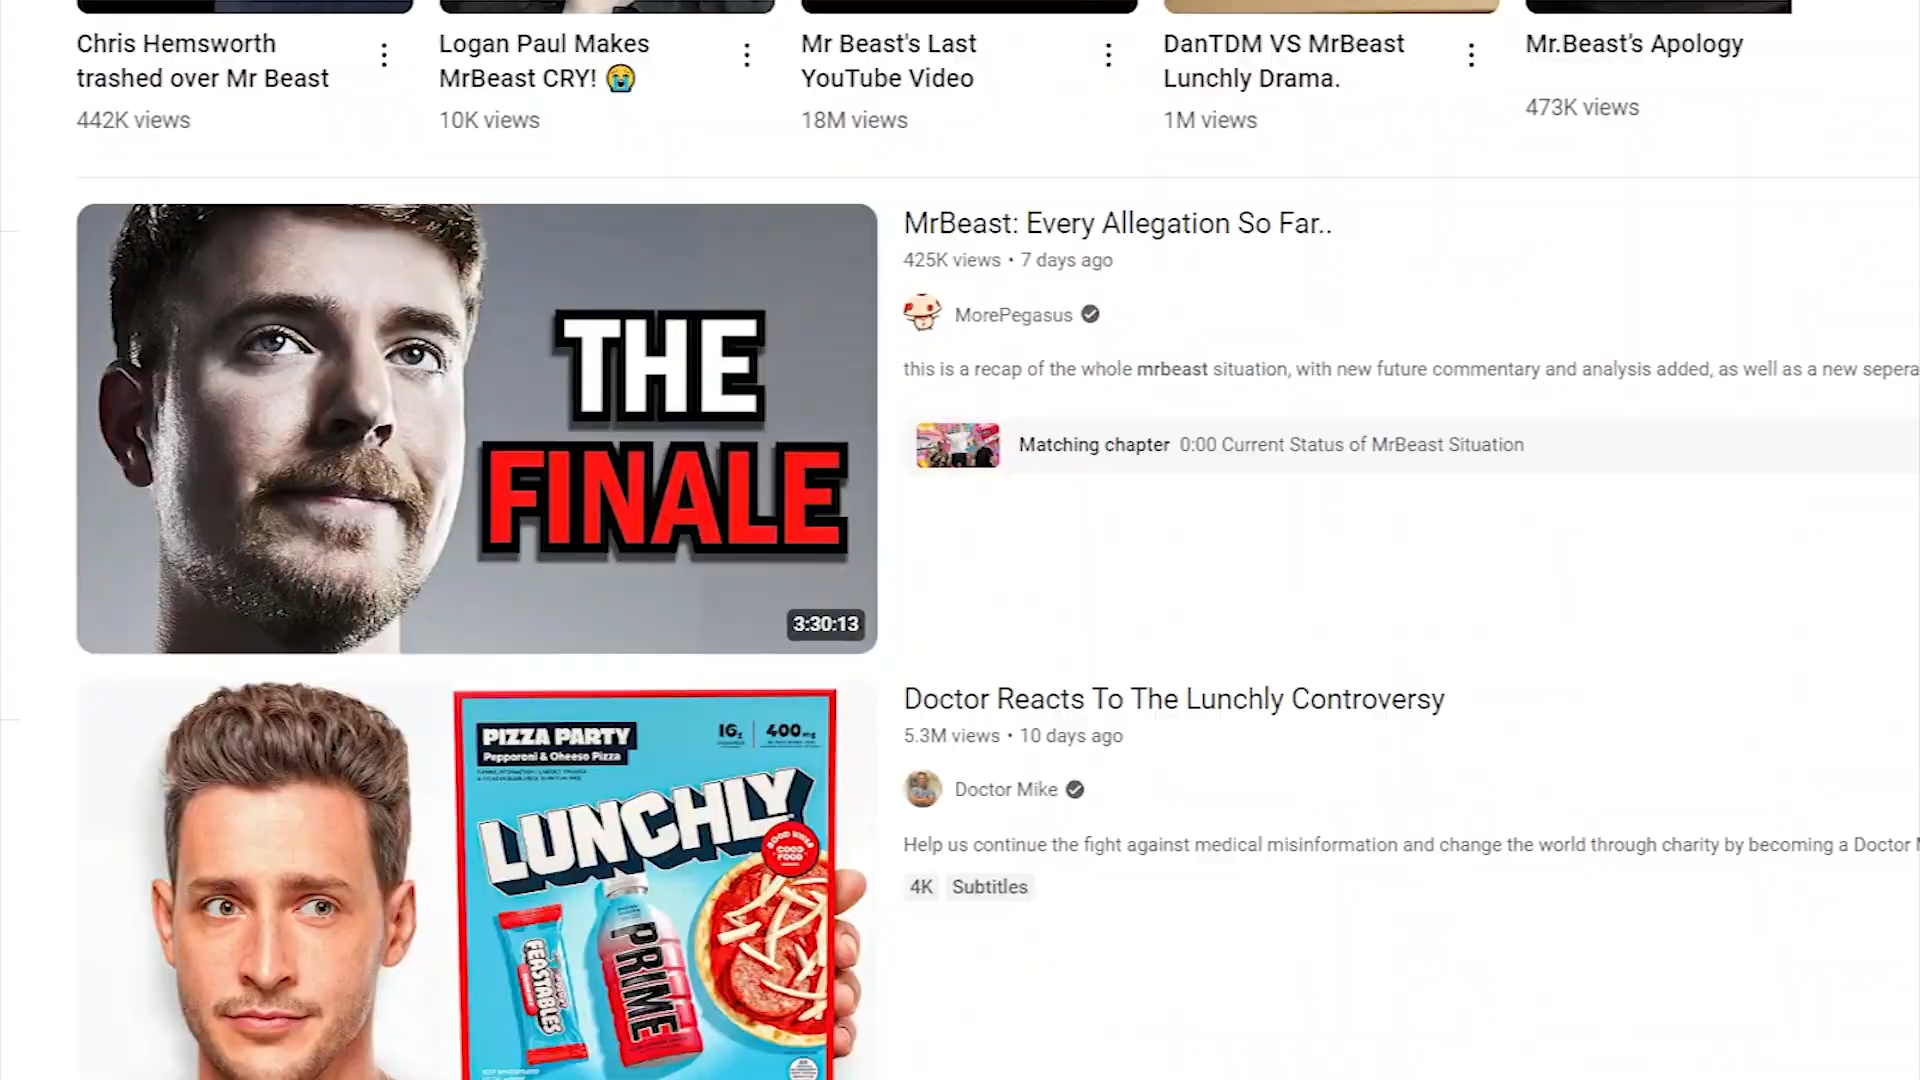 Chris Hemsworth
trashed over Mr Beast
442K views
Logan Paul Makes
MrBeast CRY! 😭
10K views
Mr Beast's Last
YouTube Video
18M views
DanTDM VS MrBeast
Lunchly Drama.
1M views
Mr.Beast’s Apology
473K views
THE
FINALE
3:30:13
MrBeast: Every Allegation So Far..
425K views • 7 days ago
MorePegasus
this is a recap of the whole mrbeast situation, with new future commentary and analysis added, as well as a new sepera
Matching chapter 0:00 Current Status of MrBeast Situation
PIZZA PARTY
Pepperoni & Cheese Pizza
16g 400mg
LUNCHLY
GOOD FOOD
FEASTABLES
PRIME
Doctor Reacts To The Lunchly Controversy
5.3M views • 10 days ago
Doctor Mike
Help us continue the fight against medical misinformation and change the world through charity by becoming a Doctor
4K Subtitles